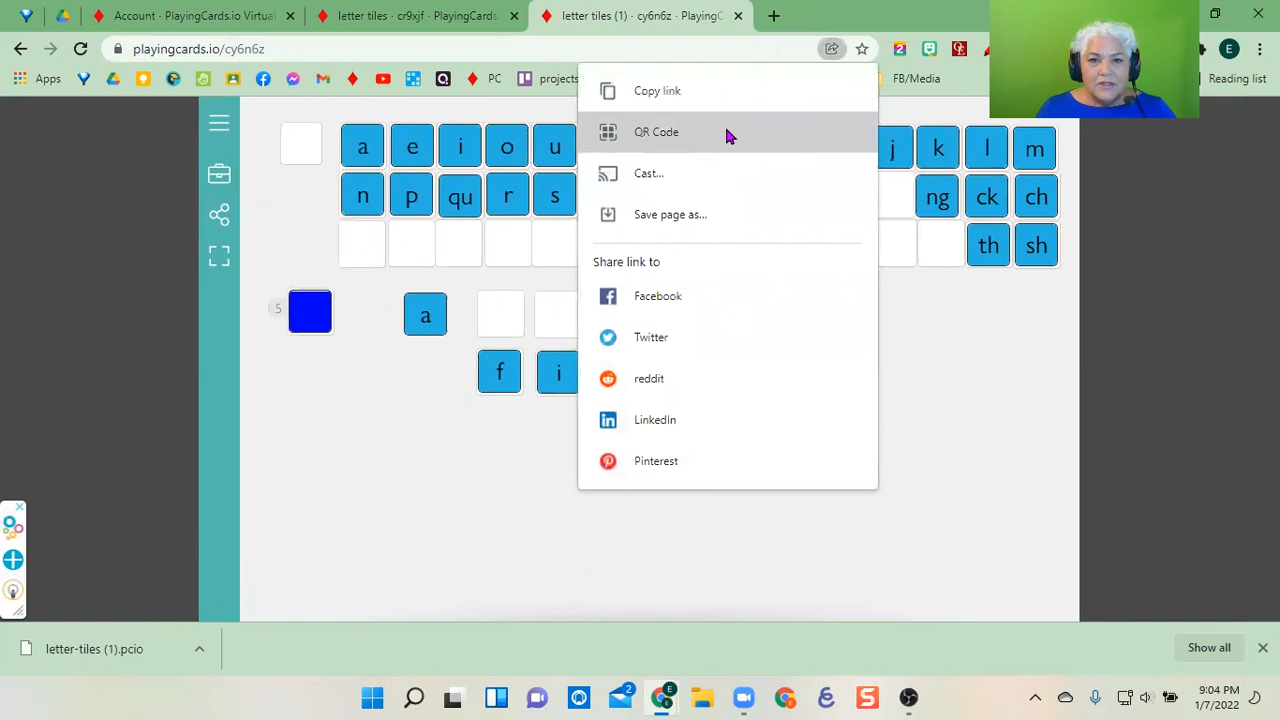 Account - PlayingCards.io Virtual
letter tiles - cr9xjf - PlayingCards.
letter tiles (1) - cy6n6z - PlayingC
playingcards.io/cy6n6z
E
Apps
PC
projects
FB/Media
Reading list
Copy link
QR Code
Cast...
Save page as...
Share link to
Facebook
Twitter
reddit
LinkedIn
Pinterest
a e i o u j k l m
n p qu r s ng ck ch
th sh
5
a
f i
letter-tiles (1).pcio
Show all
9:04 PM
1/7/2022